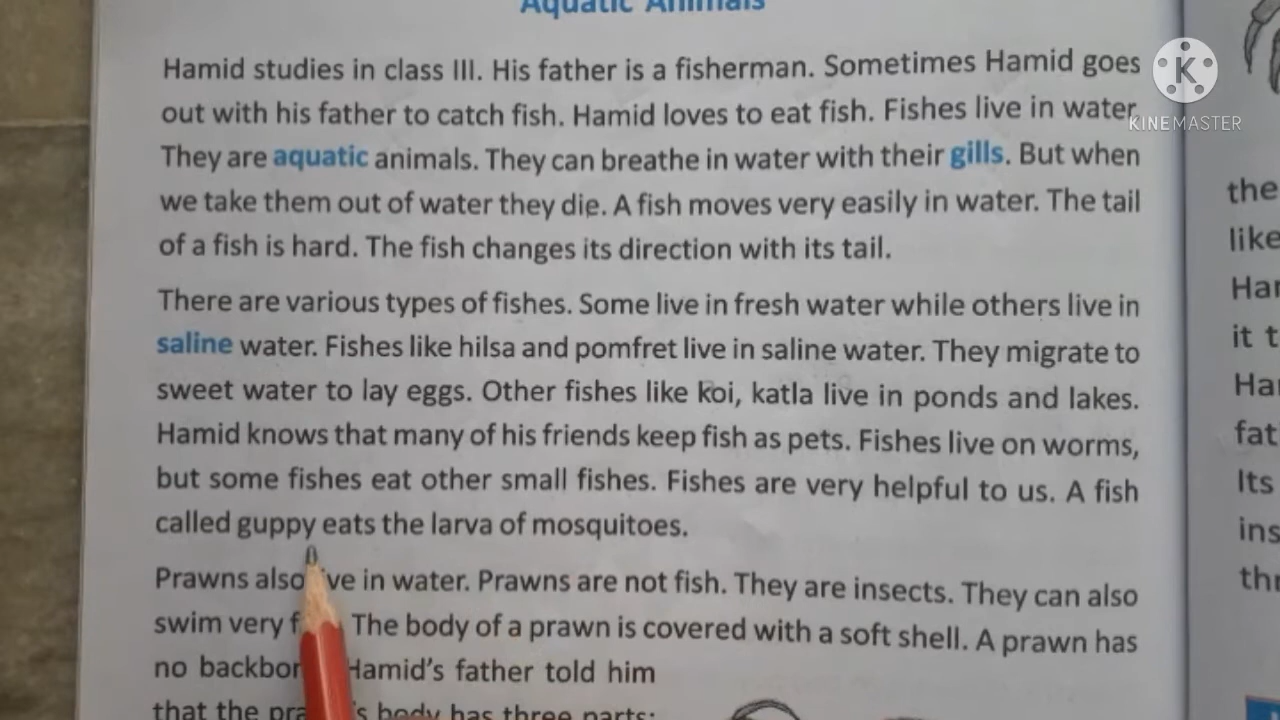 Aquatic Animals
Hamid studies in class III. His father is a fisherman. Sometimes Hamid goes
out with his father to catch fish. Hamid loves to eat fish. Fishes live in water.
They are aquatic animals. They can breathe in water with their gills. But when
we take them out of water they die. A fish moves very easily in water. The tail
of a fish is hard. The fish changes its direction with its tail.
There are various types of fishes. Some live in fresh water while others live in
saline water. Fishes like hilsa and pomfret live in saline water. They migrate to
sweet water to lay eggs. Other fishes like koi, katla live in ponds and lakes.
Hamid knows that many of his friends keep fish as pets. Fishes live on worms,
but some fishes eat other small fishes. Fishes are very helpful to us. A fish
called guppy eats the larva of mosquitoes.
Prawns also ve in water. Prawns are not fish. They are insects. They can also
swim very The body of a prawn is covered with a soft shell. A prawn has
no backbon Hamid's father told him
that the pra 's body has three parts:
K
KINEMASTER
the
like
Har
it t
Har
fat
Its
ins
thr